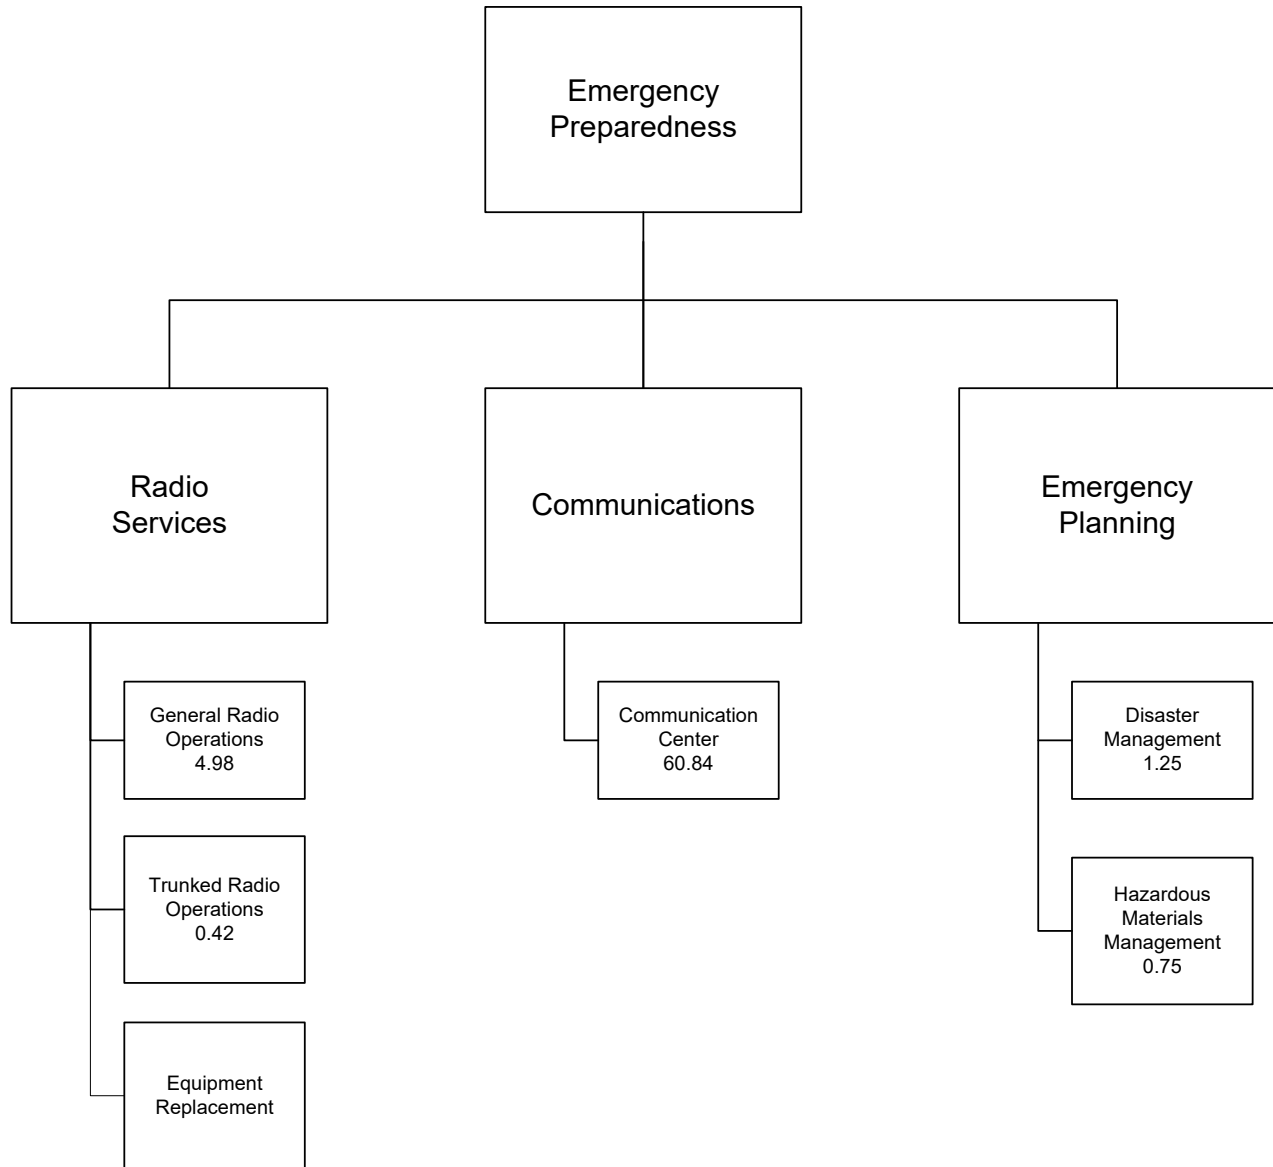 Emergency
Preparedness
Radio
Services
Communications
Emergency
Planning
General Radio
Operations
4.98
Trunked Radio
Operations
0.42
Equipment
Replacement
Communication
Center
60.84
Disaster
Management
1.25
Hazardous
Materials
Management
0.75